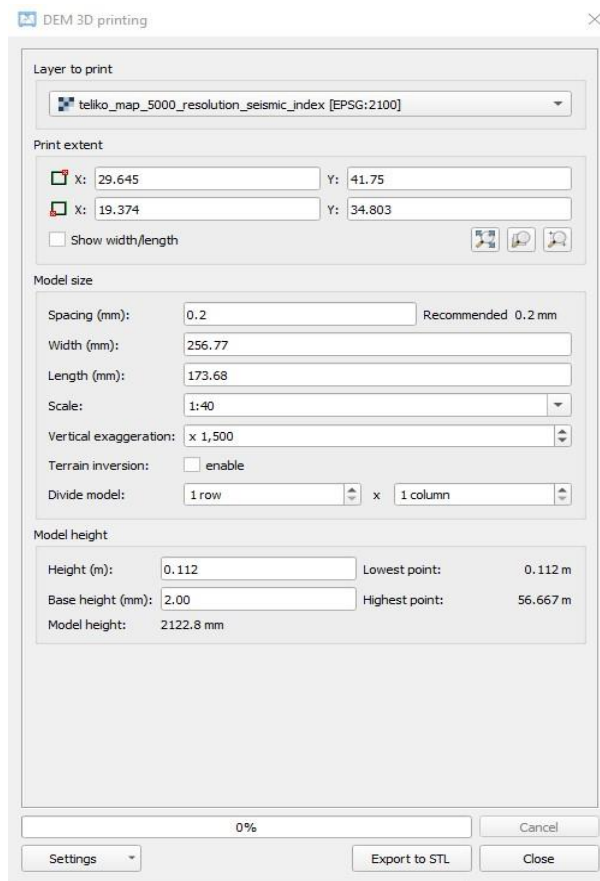 DEM 3D printing
Layer to print
teliko_map_5000_resolution_seismic_index [EPSG:2100]
Print extent
X: 29.645 Y: 41.75
X: 19.374 Y: 34.803
Show width/length
Model size
Spacing (mm): 0.2 Recommended 0.2 mm
Width (mm): 256.77
Length (mm): 173.68
Scale: 1:40
Vertical exaggeration: x 1,500
Terrain inversion: enable
Divide model: 1 row x 1 column
Model height
Height (m): 0.112 Lowest point: 0.112 m
Base height (mm): 2.00 Highest point: 56.667 m
Model height: 2122.8 mm
0% Cancel
Settings Export to STL Close